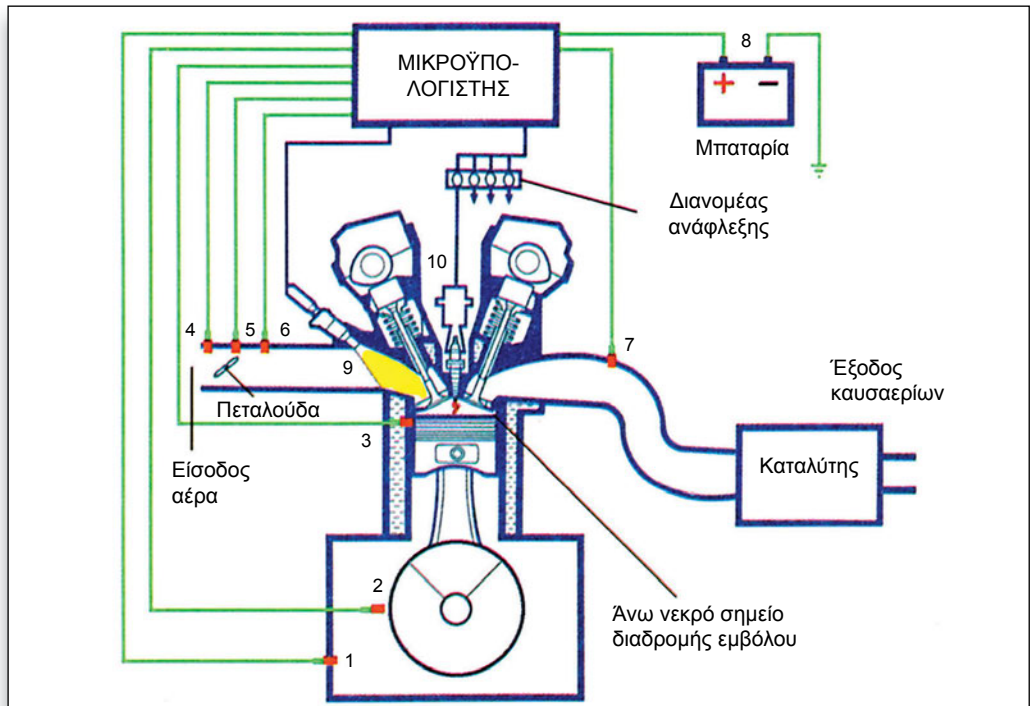 8
ΜΙΚΡΟΫΠΟ-
ΛΟΓΙΣΤΗΣ
+ −
Μπαταρία
Διανομέας
ανάφλεξης
10
4 5 6
7
9
Έξοδος
καυσαερίων
Πεταλούδα
3
Είσοδος
αέρα
Καταλύτης
2
Άνω νεκρό σημείο
διαδρομής εμβόλου
1